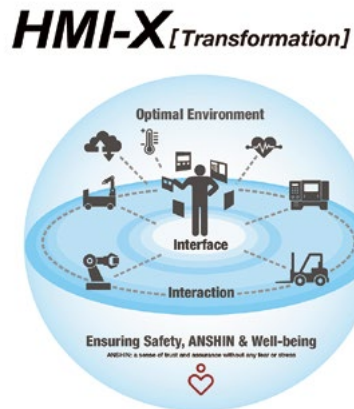 HMI-X [Transformation]
Optimal Environment
Interface
Interaction
Ensuring Safety, ANSHIN & Well-being
ANSHIN: a sense of trust and assurance without any fear or stress